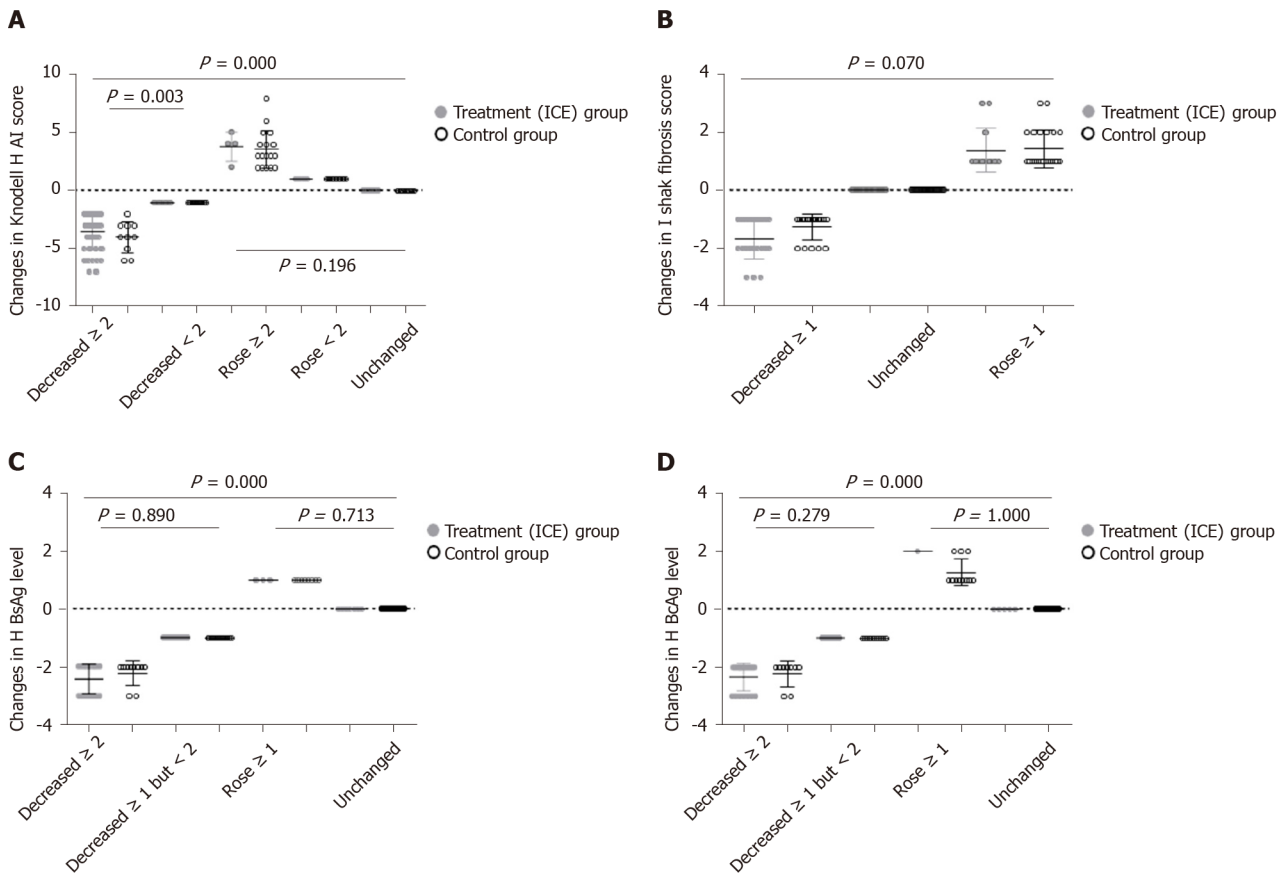 A
P = 0.000
P = 0.003
P = 0.196
10
5
0
-5
-10
Changes in Knodell H AI score
Decreased ≥ 2
Decreased < 2
Rose ≥ 2
Rose < 2
Unchanged
Treatment (ICE) group
Control group
B
P = 0.070
4
2
0
-2
-4
Changes in I shak fibrosis score
Decreased ≥ 1
Unchanged
Rose ≥ 1
Treatment (ICE) group
Control group
C
P = 0.000
P = 0.890
P = 0.713
4
2
0
-2
-4
Changes in H BsAg level
Decreased ≥ 2
Decreased ≥ 1 but < 2
Rose ≥ 1
Unchanged
Treatment (ICE) group
Control group
D
P = 0.000
P = 0.279
P = 1.000
4
2
0
-2
-4
Changes in H BcAg level
Decreased ≥ 2
Decreased ≥ 1 but < 2
Rose ≥ 1
Unchanged
Treatment (ICE) group
Control group